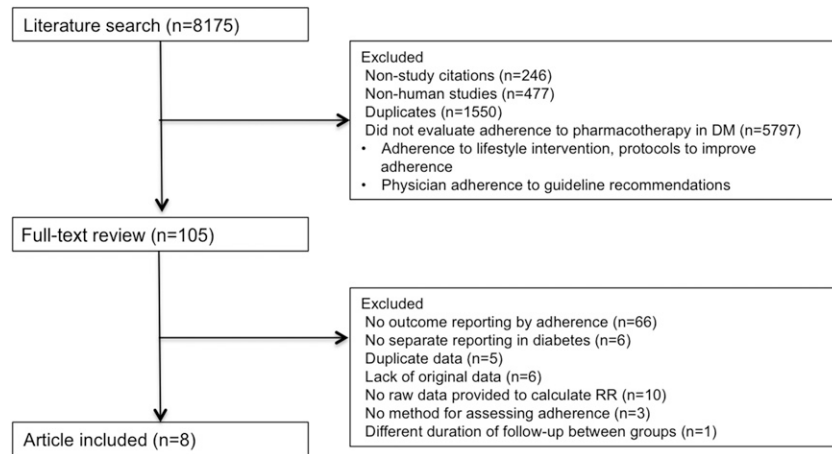 Literature search (n=8175)
Excluded
Non-study citations (n=246)
Non-human studies (n=477)
Duplicates (n=1550)
Did not evaluate adherence to pharmacotherapy in DM (n=5797)
• Adherence to lifestyle intervention, protocols to improve
adherence
• Physician adherence to guideline recommendations
Full-text review (n=105)
Excluded
No outcome reporting by adherence (n=66)
No separate reporting in diabetes (n=6)
Duplicate data (n=5)
Lack of original data (n=6)
No raw data provided to calculate RR (n=10)
No method for assessing adherence (n=3)
Different duration of follow-up between groups (n=1)
Article included (n=8)